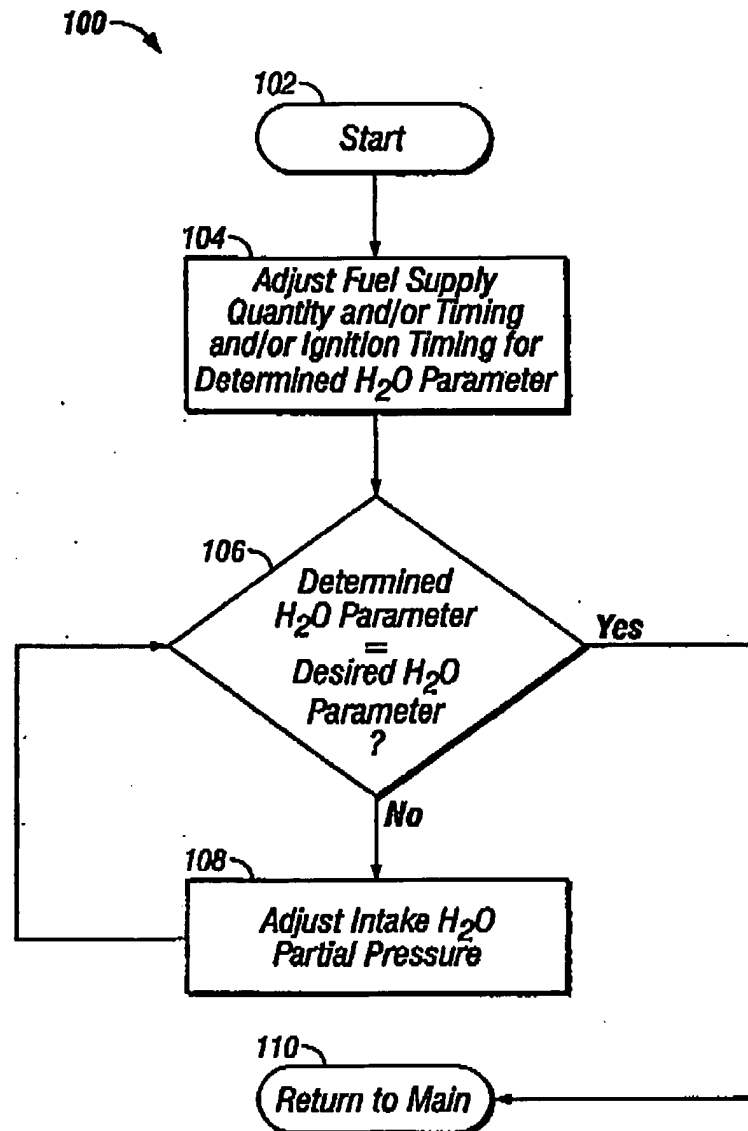 100
102
Start
104
Adjust Fuel Supply
Quantity and/or Timing
and/or Ignition Timing for
Determined H2O Parameter
106
Determined
H2O Parameter
=
Desired H2O
Parameter
?
Yes
No
108
Adjust Intake H2O
Partial Pressure
110
Return to Main